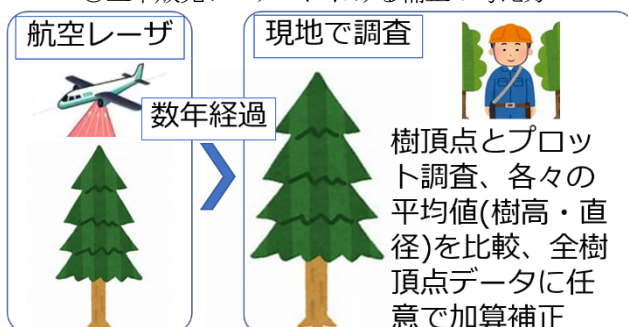 航空レーザ
現地で調査
数年経過
樹頂点とプロッ
ト調査、各々の
平均値(樹高・直
径)を比較、全樹
頂点データに任
意で加算補正